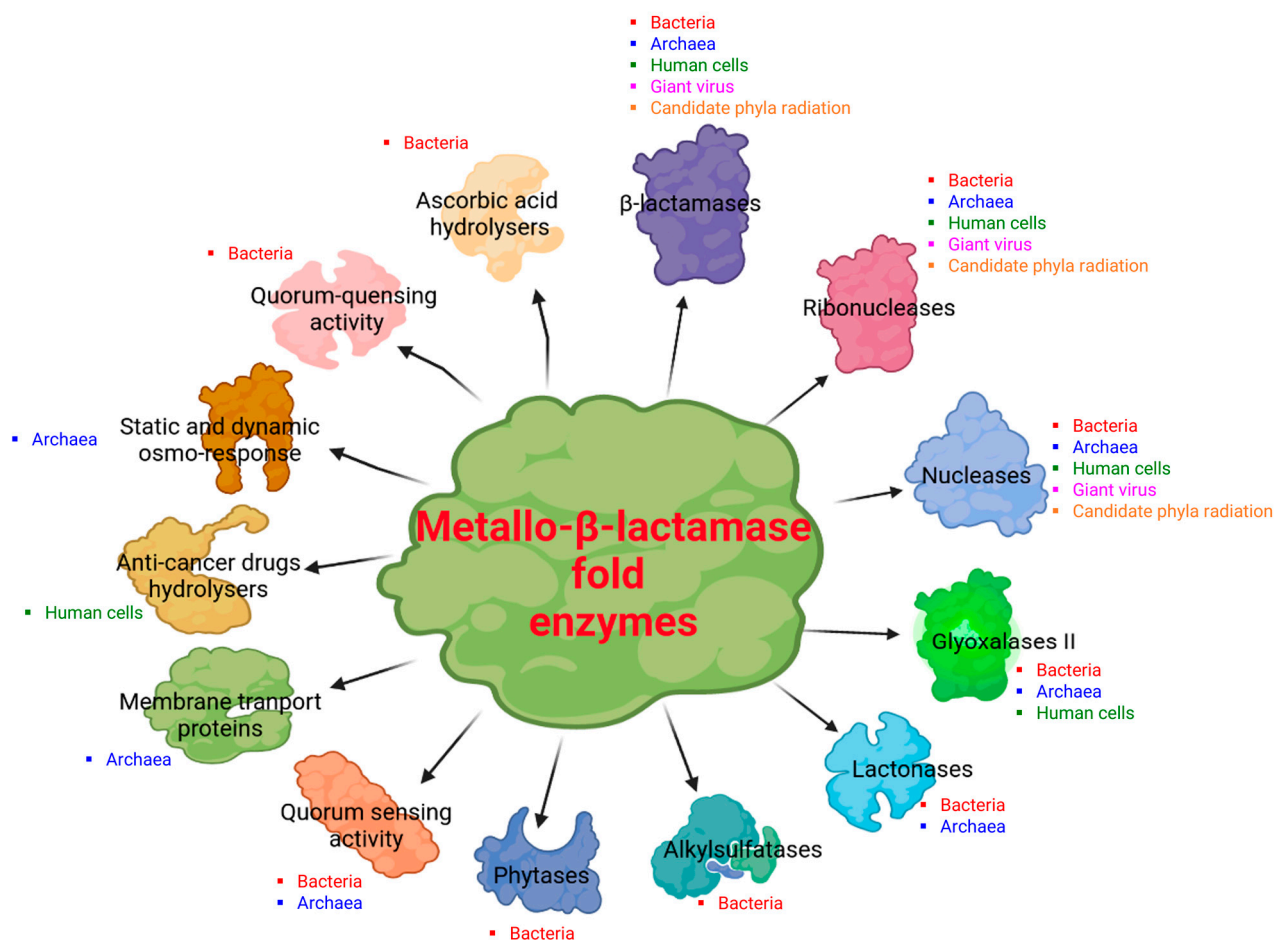 ▪ Bacteria
▪ Archaea
▪ Human cells
▪ Giant virus
▪ Candidate phyla radiation
β-lactamases
▪ Bacteria
▪ Archaea
▪ Human cells
▪ Giant virus
▪ Candidate phyla radiation
Ribonucleases
▪ Bacteria
▪ Archaea
▪ Human cells
▪ Giant virus
▪ Candidate phyla radiation
Nucleases
Glyoxalases II
▪ Bacteria
▪ Archaea
▪ Human cells
Lactonases
▪ Bacteria
▪ Archaea
Alkylsulfatases
▪ Bacteria
Phytases
▪ Bacteria
Quorum sensing
activity
▪ Bacteria
▪ Archaea
Membrane tranport
proteins
▪ Archaea
Anti-cancer drugs
hydrolysers
▪ Human cells
Static and dynamic
osmo-response
▪ Archaea
▪ Bacteria
Quorum-quensing
activity
▪ Bacteria
Ascorbic acid
hydrolysers
Metallo-β-lactamase
fold
enzymes